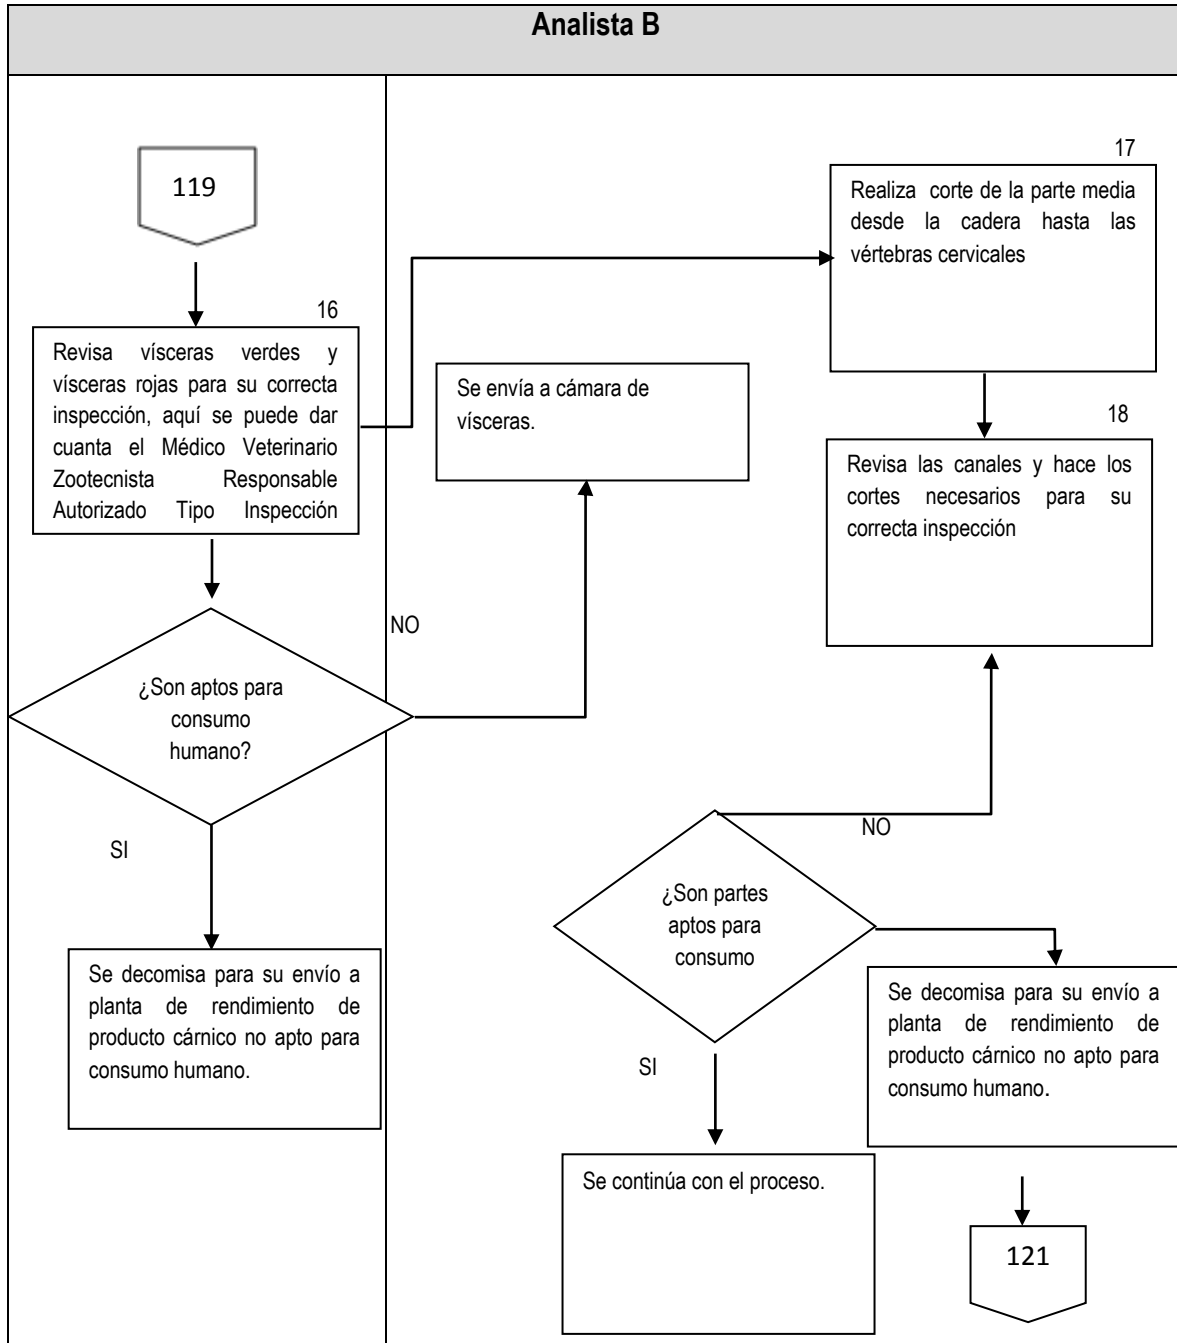 Analista B
119
16
Revisa vísceras verdes y
vísceras rojas para su correcta
inspección, aquí se puede dar
cuanta el Médico Veterinario
Zootecnista Responsable
Autorizado Tipo Inspección
¿Son aptos para
consumo
humano?
NO
SI
Se decomisa para su envío a
planta de rendimiento de
producto cárnico no apto para
consumo humano.
Se envía a cámara de
vísceras.
17
Realiza corte de la parte media
desde la cadera hasta las
vértebras cervicales
18
Revisa las canales y hace los
cortes necesarios para su
correcta inspección
NO
¿Son partes
aptos para
consumo
SI
Se decomisa para su envío a
planta de rendimiento de
producto cárnico no apto para
consumo humano.
Se continúa con el proceso.
121